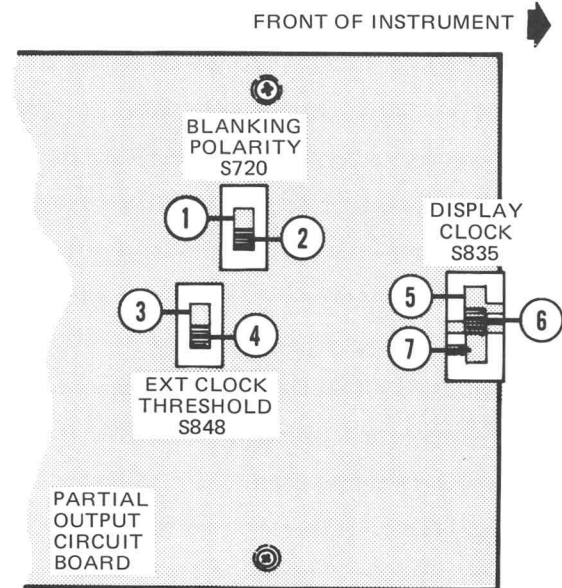 FRONT OF INSTRUMENT
BLANKING
POLARITY
S720
1
2
DISPLAY
CLOCK
S835
3
4
5
6
7
EXT CLOCK
THRESHOLD
S848
PARTIAL
OUTPUT
CIRCUIT
BOARD